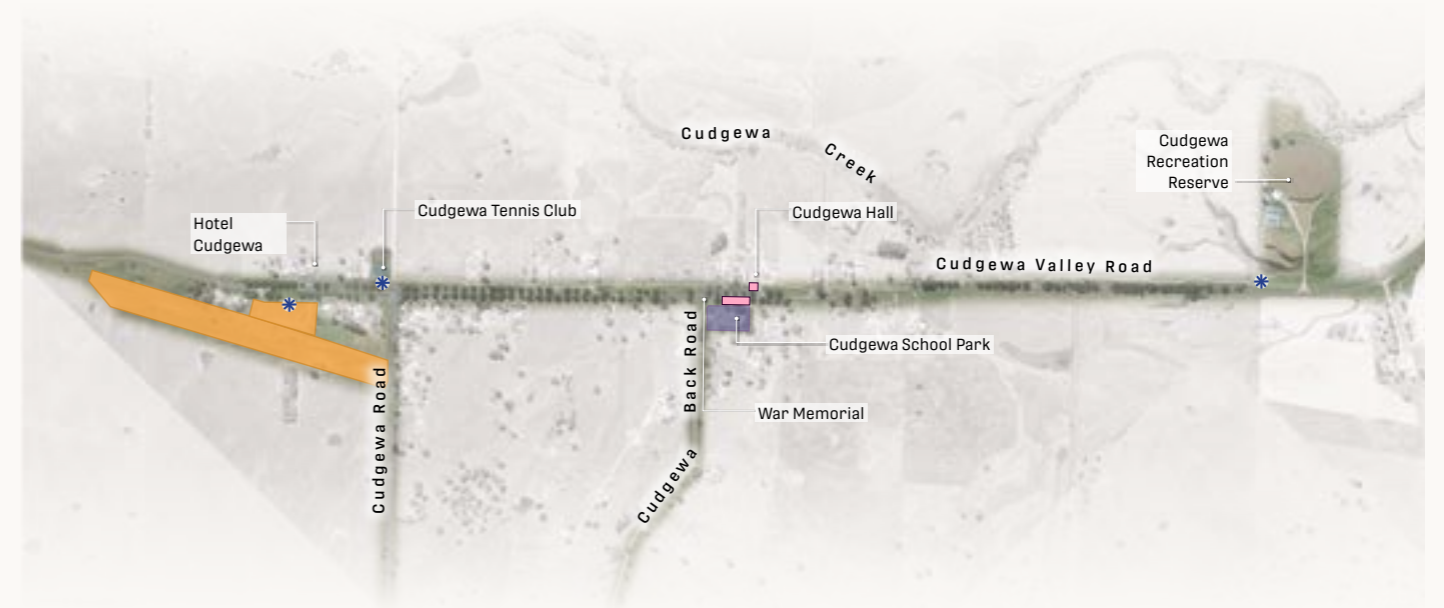 Cudgewa
Creek
Cudgewa
Recreation
Reserve
Hotel
Cudgewa
Cudgewa Tennis Club
Cudgewa Hall
Cudgewa Valley Road
Cudgewa School Park
War Memorial
Cudgewa Road
Cudgewa Back Road